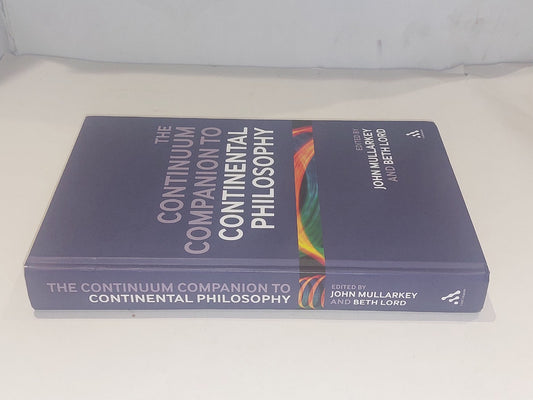 THE
CONTINUUM
COMPANION TO
CONTINENTAL
PHILOSOPHY
EDITED BY
JOHN MULLARKEY
AND BETH LORD
THE CONTINUUM COMPANION TO
CONTINENTAL PHILOSOPHY
EDITED BY
JOHN MULLARKEY
AND BETH LORD